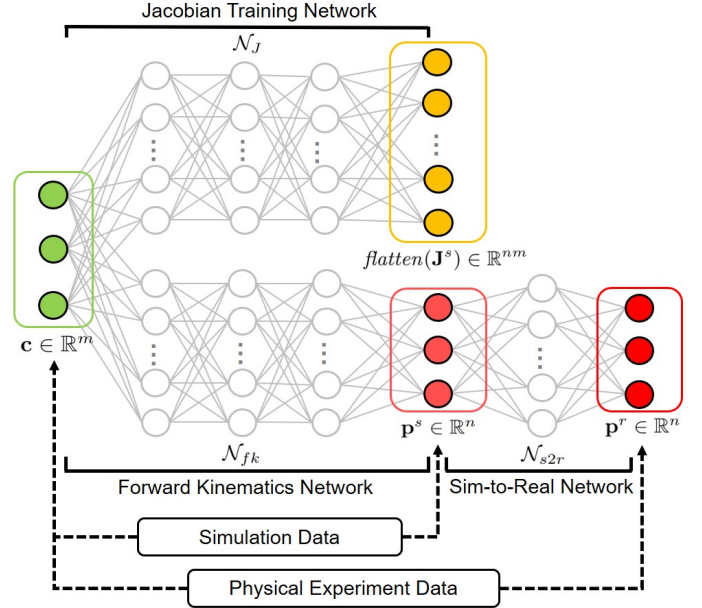 Jacobian Training Network
𝒩_J
flatten(𝐉^s) ∈ ℝ^{nm}
𝐜 ∈ ℝ^m
𝐩^s ∈ ℝ^n
𝐩^r ∈ ℝ^n
𝒩_{fk}
𝒩_{s2r}
Forward Kinematics Network
Sim-to-Real Network
Simulation Data
Physical Experiment Data